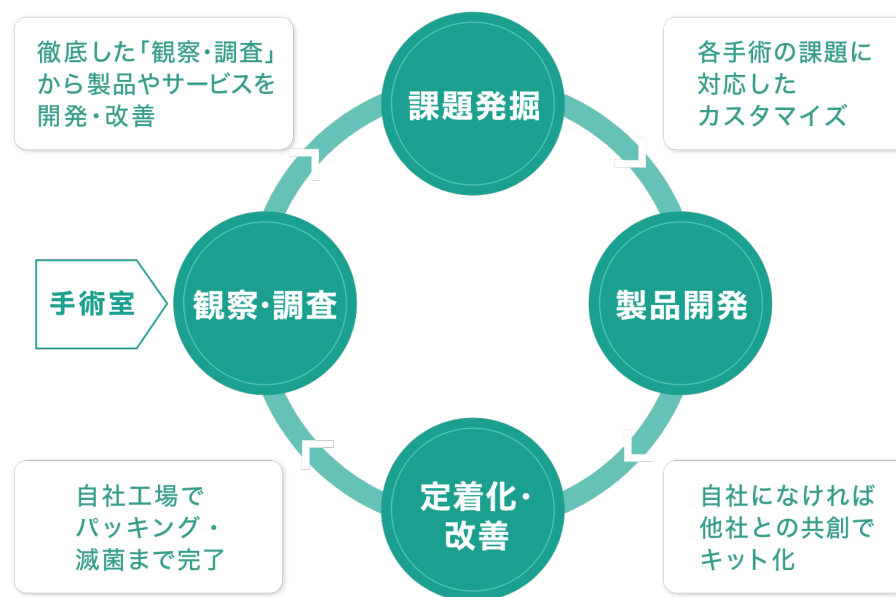 徹底した「観察・調査」
から製品やサービスを
開発・改善
課題発掘
各手術の課題に
対応した
カスタマイズ
手術室
観察・調査
製品開発
自社工場で
パッキング・
滅菌まで完了
定着化・
改善
自社になければ
他社との共創で
キット化